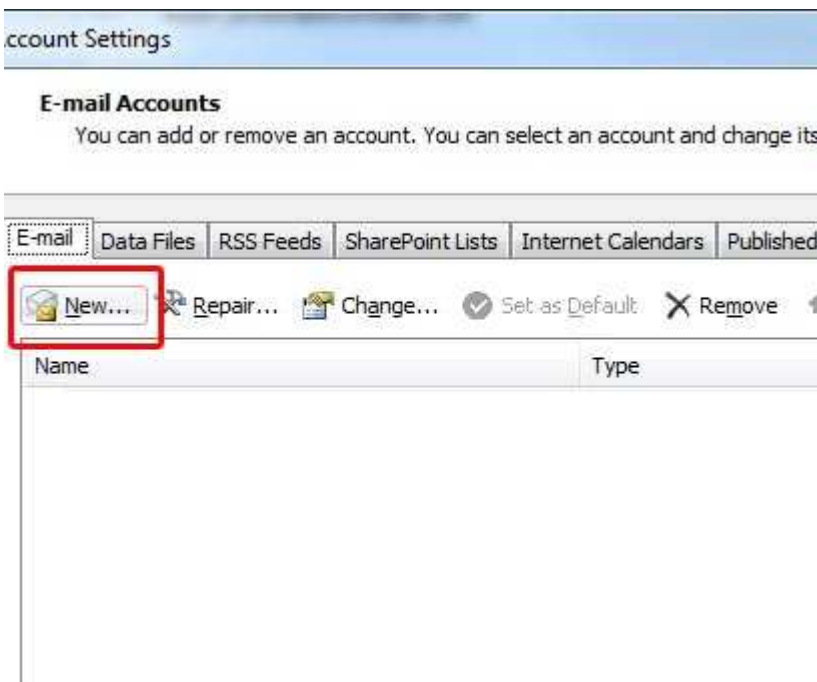 ccount Settings
E-mail Accounts
You can add or remove an account. You can select an account and change its
E-mail Data Files RSS Feeds SharePoint Lists Internet Calendars Published
New... Repair... Change... Set as Default Remove
Name Type